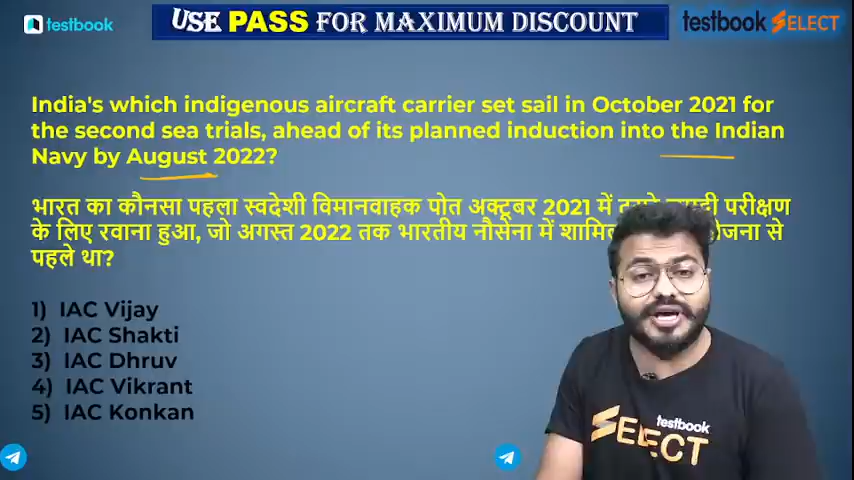 testbook
USE PASS FOR MAXIMUM DISCOUNT
testbook SELECT
India's which indigenous aircraft carrier set sail in October 2021 for
the second sea trials, ahead of its planned induction into the Indian
Navy by August 2022?
भारत का कौनसा पहला स्वदेशी विमानवाहक पोत अक्टूबर 2021 में परीक्षण
के लिए रवाना हुआ, जो अगस्त 2022 तक भारतीय नौसेना में से
पहले था?
1) IAC Vijay
2) IAC Shakti
3) IAC Dhruv
4) IAC Vikrant
5) IAC Konkan
testbook
SELECT